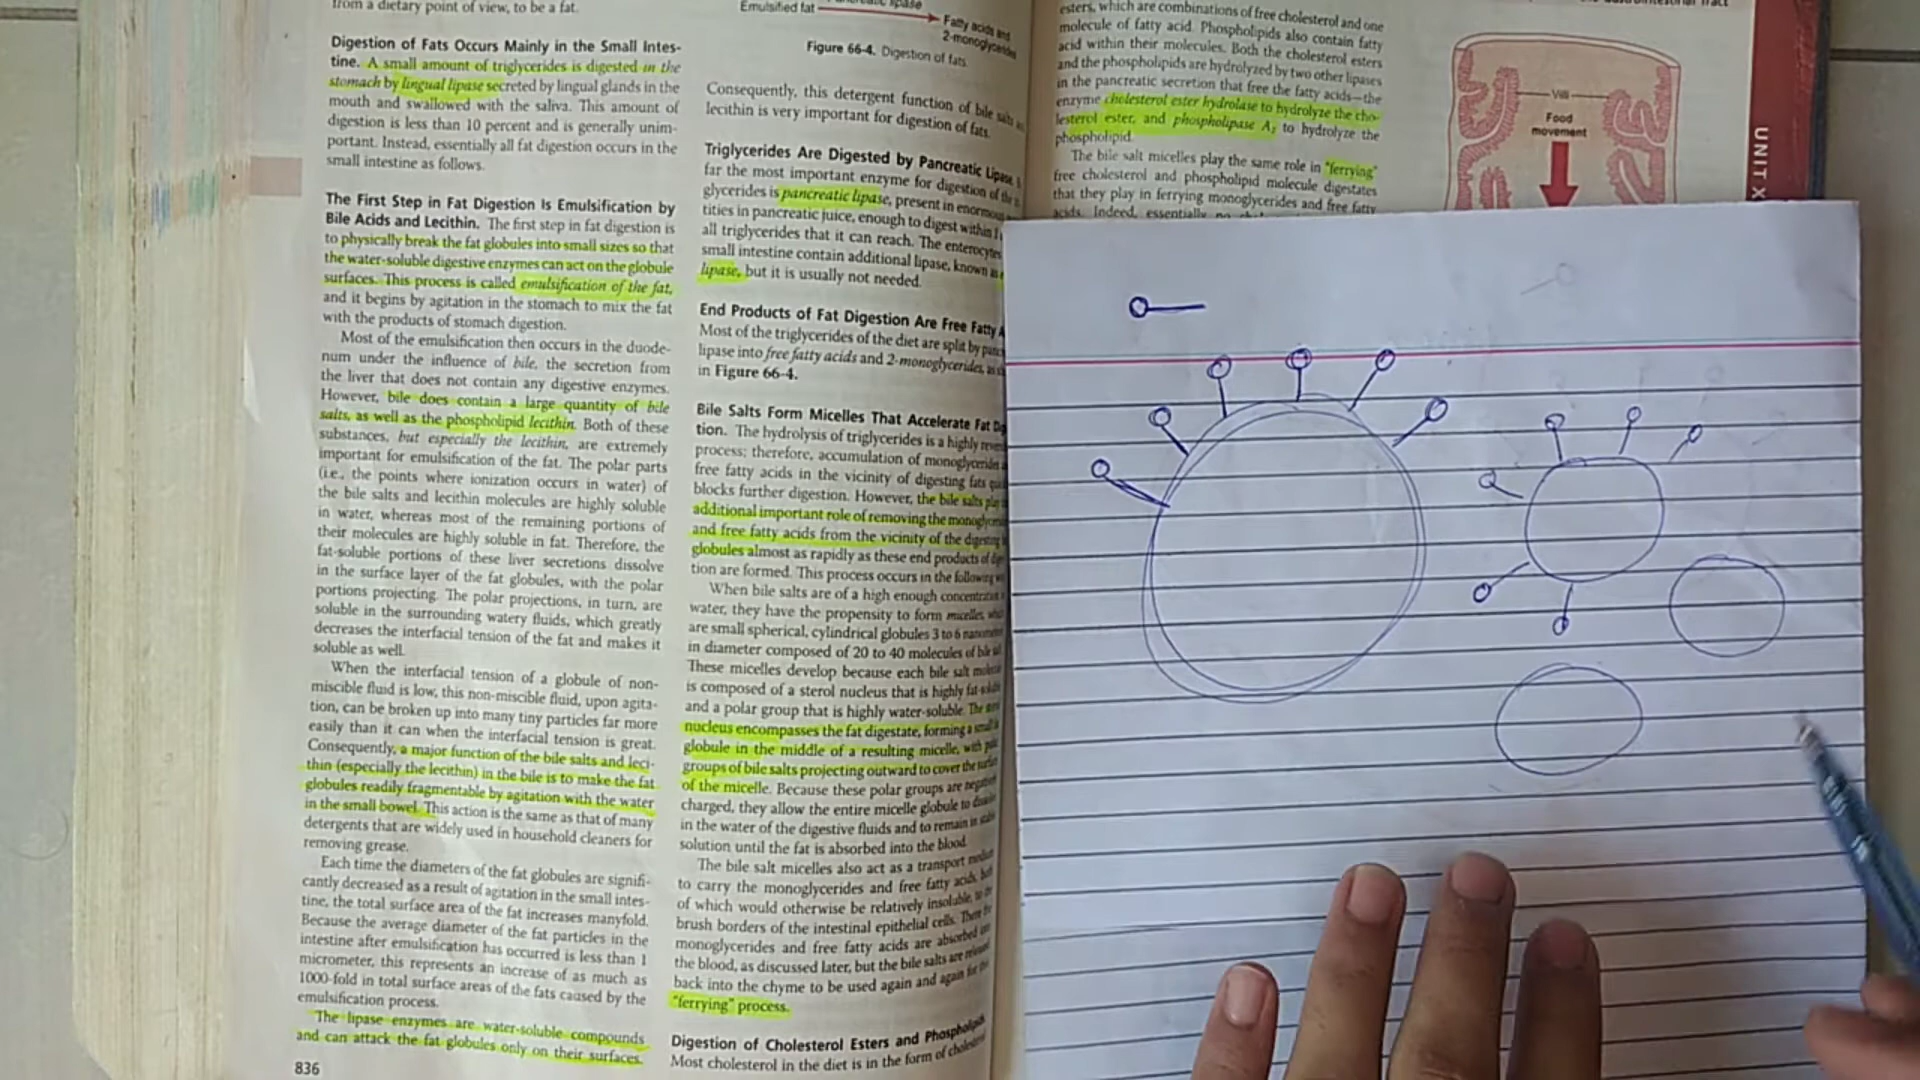 from a dietary point of view, to be a fat.
Digestion of Fats Occurs Mainly in the Small Intes-
tine. A small amount of triglycerides is digested in the
stomach by lingual lipase secreted by lingual glands in the
mouth and swallowed with the saliva. This amount of
digestion is less than 10 percent and is generally unim-
portant. Instead, essentially all fat digestion occurs in the
small intestine as follows.
The First Step in Fat Digestion Is Emulsification by
Bile Acids and Lecithin. The first step in fat digestion is
to physically break the fat globules into small sizes so that
the water-soluble digestive enzymes can act on the globule
surfaces. This process is called emulsification of the fat,
and it begins by agitation in the stomach to mix the fat
with the products of stomach digestion.
Most of the emulsification then occurs in the duode-
num under the influence of bile, the secretion from
the liver that does not contain any digestive enzymes.
However, bile does contain a large quantity of bile
salts, as well as the phospholipid lecithin. Both of these
substances, but especially the lecithin, are extremely
important for emulsification of the fat. The polar parts
(i.e., the points where ionization occurs in water) of
the bile salts and lecithin molecules are highly soluble
in water, whereas most of the remaining portions of
their molecules are highly soluble in fat. Therefore, the
fat-soluble portions of these liver secretions dissolve
in the surface layer of the fat globules, with the polar
portions projecting. The polar projections, in turn, are
soluble in the surrounding watery fluids, which greatly
decreases the interfacial tension of the fat and makes it
soluble as well.
When the interfacial tension of a globule of non-
miscible fluid is low, this non-miscible fluid, upon agita-
tion, can be broken up into many tiny particles far more
easily than it can when the interfacial tension is great.
Consequently, a major function of the bile salts and leci-
thin (especially the lecithin) in the bile is to make the fat
globules readily fragmentable by agitation with the water
in the small bowel. This action is the same as that of many
detergents that are widely used in household cleaners for
removing grease.
Each time the diameters of the fat globules are signifi-
cantly decreased as a result of agitation in the small intes-
tine, the total surface area of the fat increases manyfold.
Because the average diameter of the fat particles in the
intestine after emulsification has occurred is less than 1
micrometer, this represents an increase of as much as
1000-fold in total surface areas of the fats caused by the
emulsification process.
The lipase enzymes are water-soluble compounds
and can attack the fat globules only on their surfaces.
836
Emulsified fat
Fatty acids and
2-monoglycerides
Figure 66-4. Digestion of fats.
Consequently, this detergent function of bile salts
lecithin is very important for digestion of fats.
Triglycerides Are Digested by Pancreatic Lipase
far the most important enzyme for digestion of the
glycerides is pancreatic lipase, present in enormous
tities in pancreatic juice, enough to digest within
all triglycerides that it can reach. The enterocytes
small intestine contain additional lipase, known as
lipase, but it is usually not needed.
End Products of Fat Digestion Are Free Fatty
Most of the triglycerides of the diet are split by
lipase into free fatty acids and 2-monoglycerides,
in Figure 66-4.
Bile Salts Form Micelles That Accelerate Fat
tion. The hydrolysis of triglycerides is a highly
process; therefore, accumulation of monoglycerides
free fatty acids in the vicinity of digesting fats
blocks further digestion. However, the bile salts
additional important role of removing the
and free fatty acids from the vicinity of the digesting
globules almost as rapidly as these end products of
tion are formed. This process occurs in the following
When bile salts are of a high enough concentration
water, they have the propensity to form micelles,
are small spherical, cylindrical globules 3 to 6
in diameter composed of 20 to 40 molecules of bile
These micelles develop because each bile salt
is composed of a sterol nucleus that is highly
and a polar group that is highly water-soluble. The
nucleus encompasses the fat digestate, forming a small
globule in the middle of a resulting micelle, with
groups of bile salts projecting outward to cover the
of the micelle. Because these polar groups are
charged, they allow the entire micelle globule to
in the water of the digestive fluids and to remain in
solution until the fat is absorbed into the blood.
The bile salt micelles also act as a transport
to carry the monoglycerides and free fatty acids,
of which would otherwise be relatively insoluble,
brush borders of the intestinal epithelial cells.
monoglycerides and free fatty acids are absorbed
the blood, as discussed later, but the bile salts are
back into the chyme to be used again and again for
"ferrying" process.
Digestion of Cholesterol Esters and
Most cholesterol in the diet is in the form of
esters, which are combinations of free cholesterol and one
molecule of fatty acid. Phospholipids also contain fatty
acid within their molecules. Both the cholesterol esters
and the phospholipids are hydrolyzed by two other lipases
in the pancreatic secretion that free the fatty acids—the
enzyme cholesterol ester hydrolase to hydrolyze the cho-
lesterol ester, and phospholipase A₂ to hydrolyze the
phospholipid.
The bile salt micelles play the same role in "ferrying"
free cholesterol and phospholipid molecule digestates
that they play in ferrying monoglycerides and free fatty
acids. Indeed, essentially no
Villi
Food
movement
UNIT X